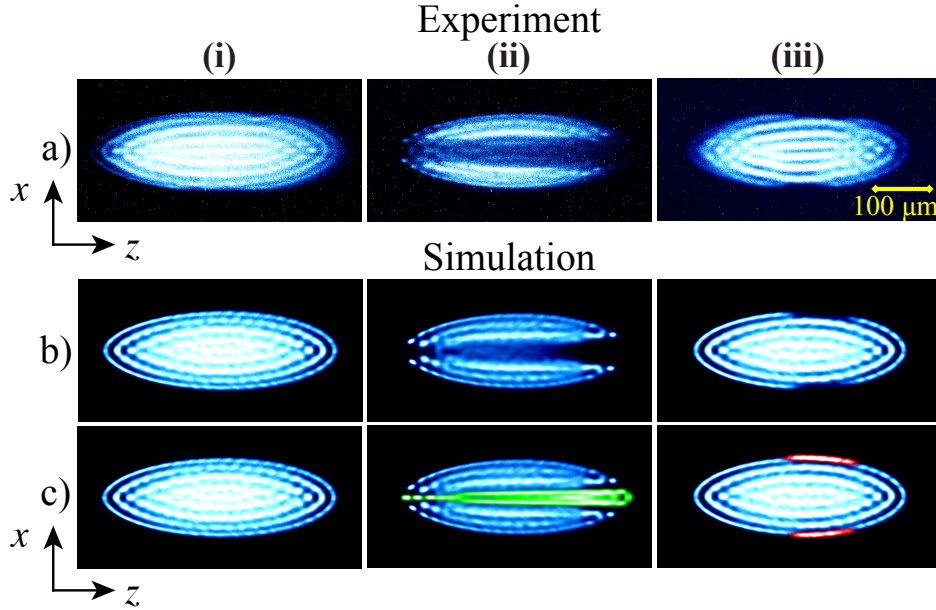 Experiment
(i) (ii) (iii)
a)
x
z
100 μm
Simulation
b)
c)
x
z